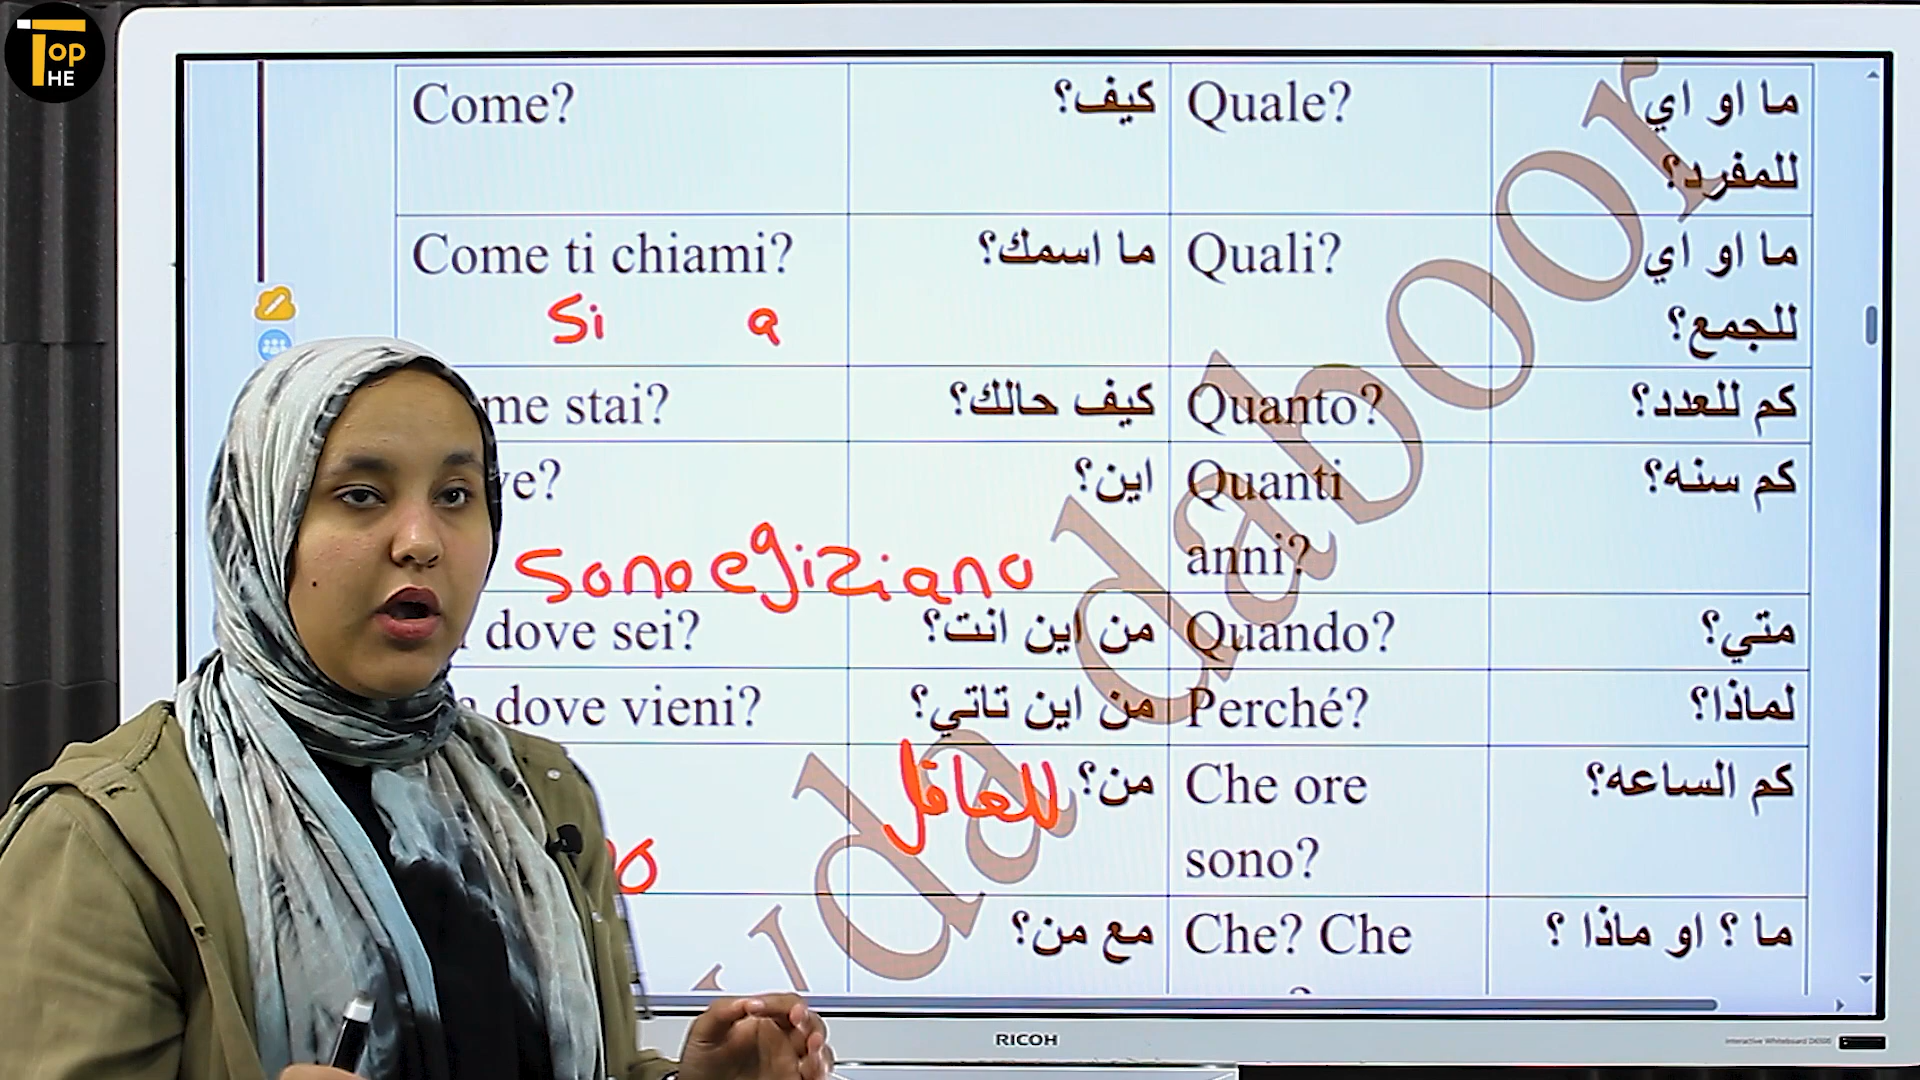 TOP
THE
Come?
كيف؟
Quale?
ما او اي
للمفرد؟
Come ti chiami?
ما اسمك؟
Quali?
ما او اي
للجمع؟
si a
me stai?
كيف حالك؟
Quanto?
كم للعدد؟
ve?
اين؟
Quanti
anni?
كم سنه؟
sono egiziano
dove sei?
من اين انت؟
Quando?
متي؟
dove vieni?
من اين تاتي؟
Perché?
لماذا؟
من؟
للعاقل
Che ore
sono?
كم الساعه؟
o
مع من؟
Che? Che
ما ؟ او ماذا ؟
daboor
RICOH